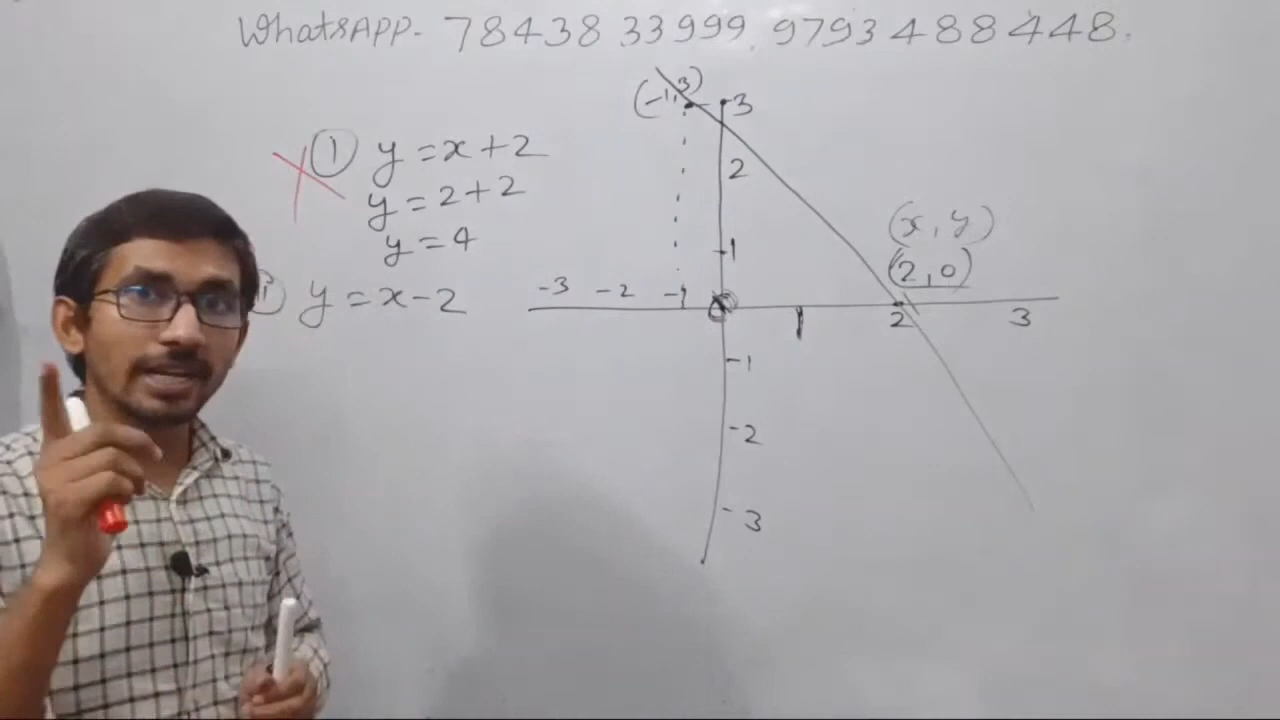 WhatsAPP- 78438 33999, 9793488448.
① y = x + 2
y = 2 + 2
y = 4
y = x - 2
(-1,3)
3
2
-1
(x, y)
(2, 0)
-3 -2 -1
1 2 3
-1
-2
-3